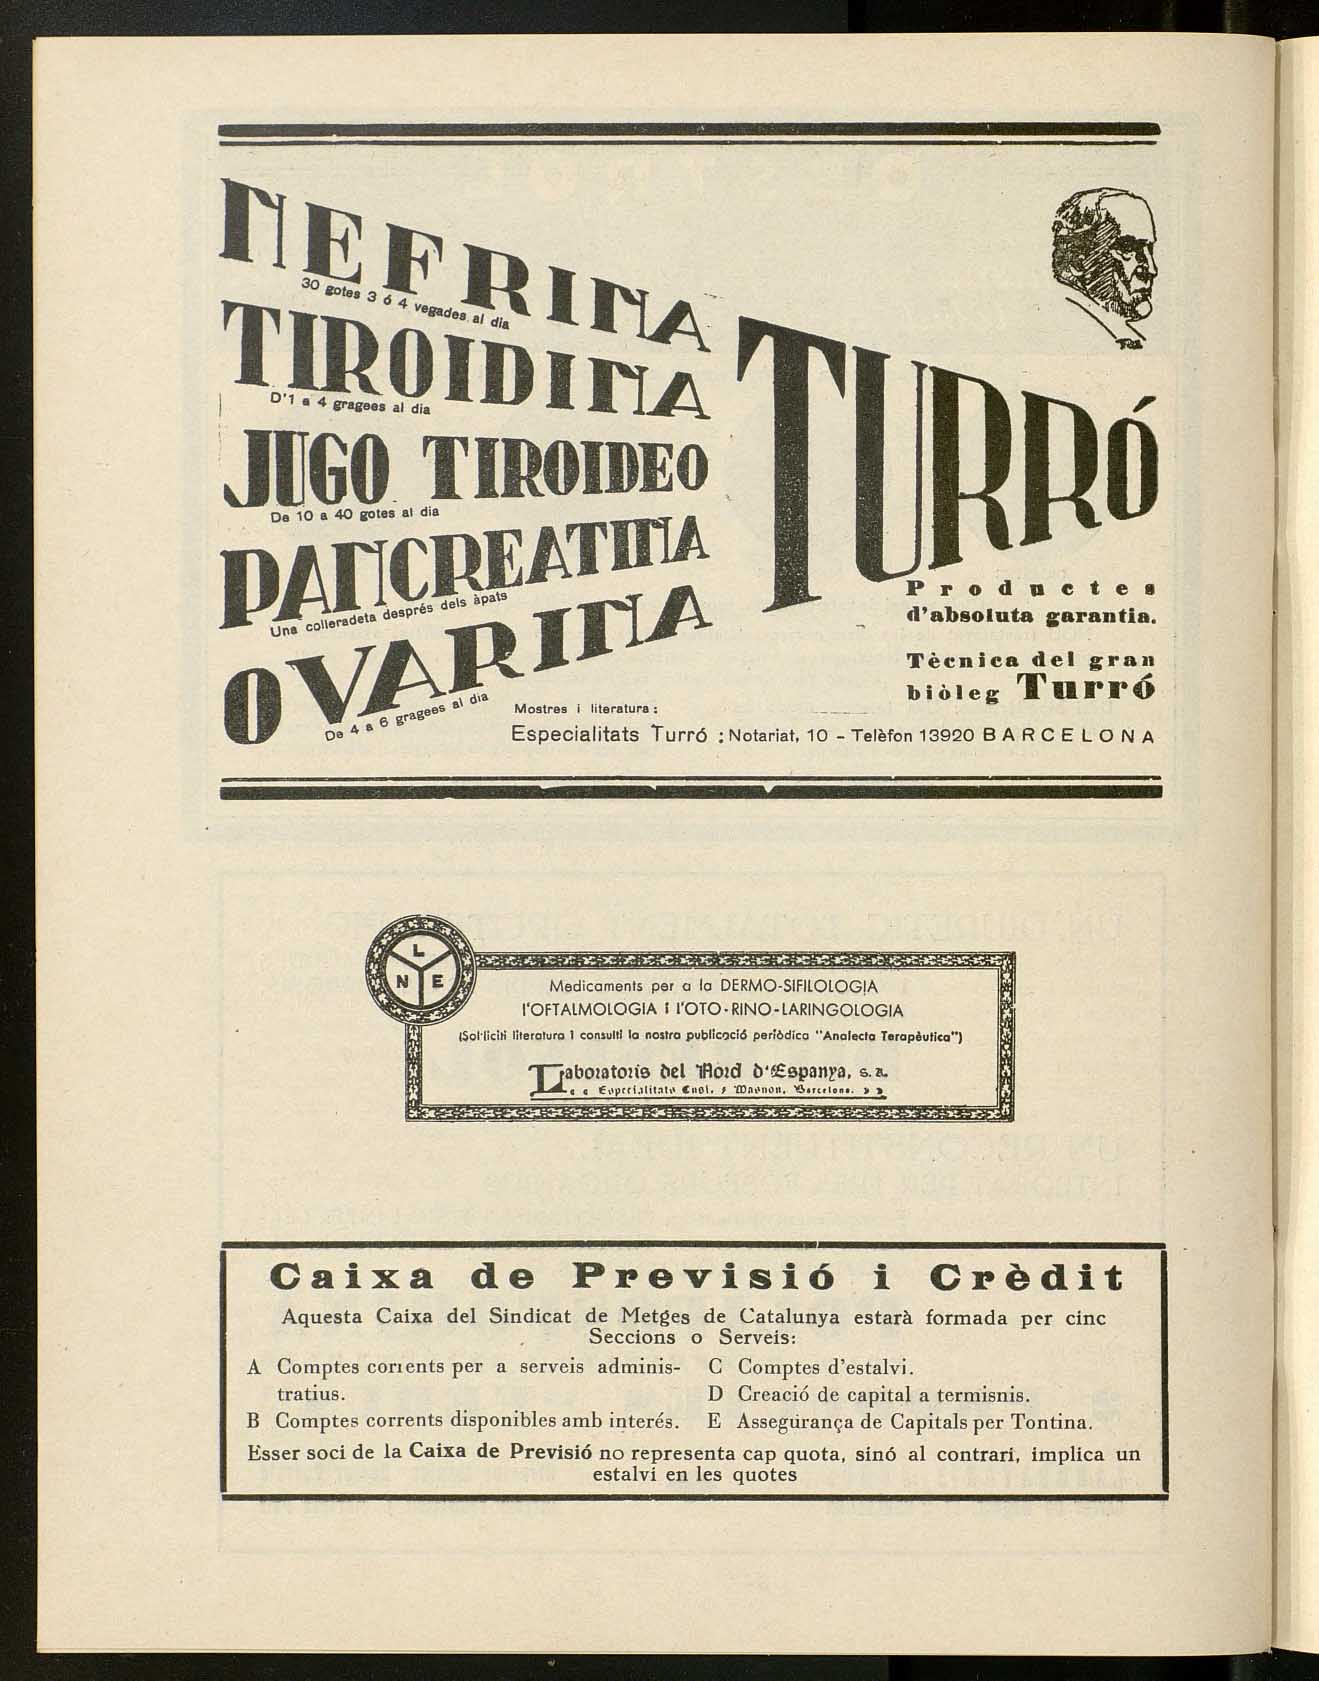 NEFRINA
30 gotes 3 ó 4 vegades al dia
TIROIDINA
D'1 a 4 gragees al dia
JUGO TIROIDEO
De 10 a 40 gotes al dia
PANCREATINA
Una colleradeta després dels àpats
OVARINA
De 4 a 6 gragees al dia
TURRÓ
Productes
d'absoluta garantia.
Tècnica del gran
biòleg Turró
Mostres i literatura:
Especialitats Turró : Notariat, 10 - Telèfon 13920 BARCELONA
L
N E
Medicaments per a la DERMO-SIFILOLOGIA
l'OFTALMOLOGIA i l'OTO-RINO-LARINGOLOGIA
(Sol·liciti literatura i consulti la nostra publicació periòdica "Analecta Terapèutica")
Laboratoris del Nord d'Espanya, S. A.
Barcelona.
Caixa de Previsió i Crèdit
Aquesta Caixa del Sindicat de Metges de Catalunya estarà formada per cinc
Seccions o Serveis:
A Comptes corrents per a serveis adminis-
tratius.
B Comptes corrents disponibles amb interés.
C Comptes d'estalvi.
D Creació de capital a termisnis.
E Assegurança de Capitals per Tontina.
Esser soci de la Caixa de Previsió no representa cap quota, sinó al contrari, implica un
estalvi en les quotes